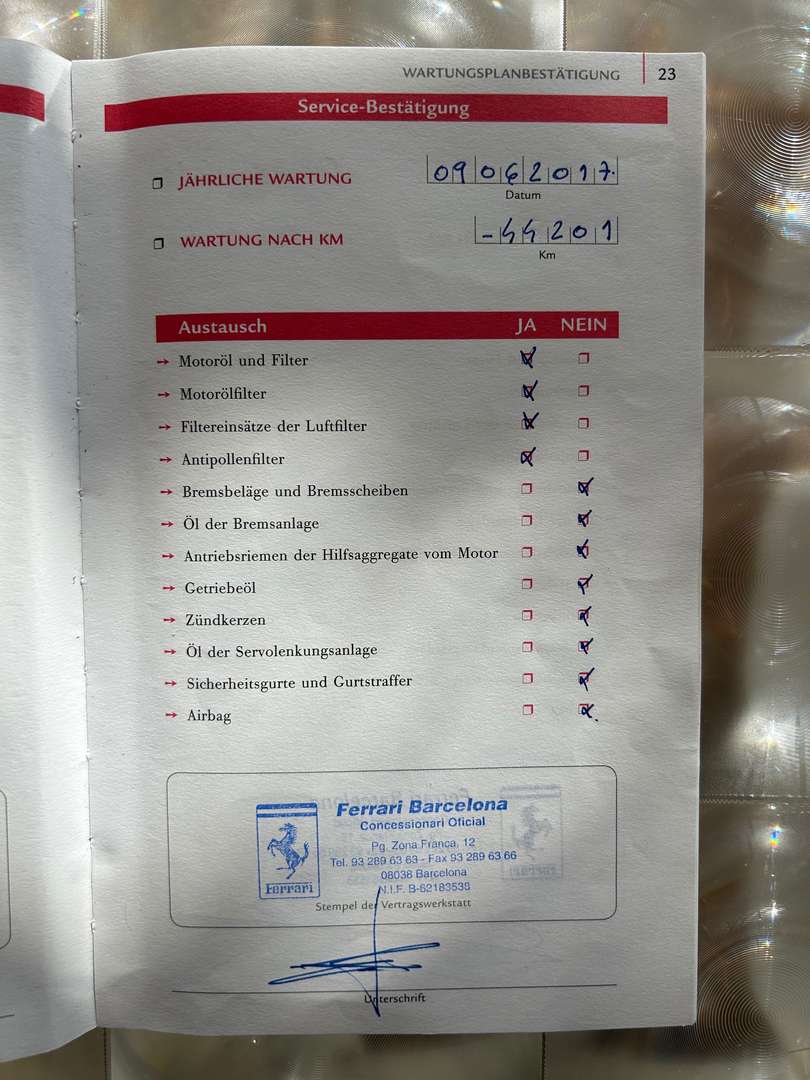 WARTUNGSPLANBESTÄTIGUNG 23
Service-Bestätigung
JÄHRLICHE WARTUNG 09062017.
Datum
WARTUNG NACH KM -44201
Km
Austausch JA NEIN
Motoröl und Filter
Motorölfilter
Filtereinsätze der Luftfilter
Antipollenfilter
Bremsbeläge und Bremsscheiben
Öl der Bremsanlage
Antriebsriemen der Hilfsaggregate vom Motor
Getriebeöl
Zündkerzen
Öl der Servolenkungsanlage
Sicherheitsgurte und Gurtstraffer
Airbag
Ferrari Barcelona
Concessionari Oficial
Pg. Zona Franca, 12
Tel. 93 289 63 63 - Fax 93 289 63 66
08038 Barcelona
N.I.F. B-62183538
Ferrari
Stempel der Vertragswerkstatt
Unterschrift